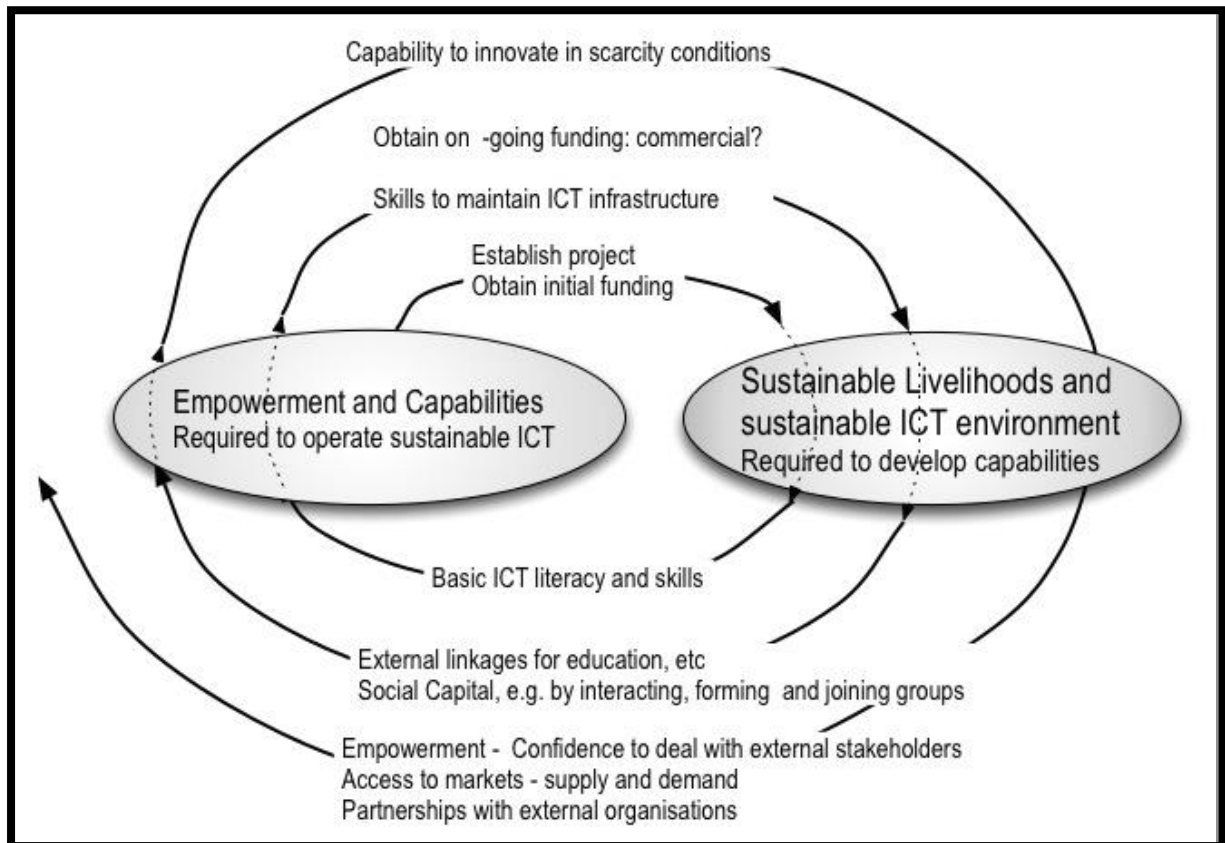 Capability to innovate in scarcity conditions
Obtain on -going funding: commercial?
Skills to maintain ICT infrastructure
Establish project
Obtain initial funding
Empowerment and Capabilities
Required to operate sustainable ICT
Sustainable Livelihoods and
sustainable ICT environment
Required to develop capabilities
Basic ICT literacy and skills
External linkages for education, etc
Social Capital, e.g. by interacting, forming and joining groups
Empowerment - Confidence to deal with external stakeholders
Access to markets - supply and demand
Partnerships with external organisations